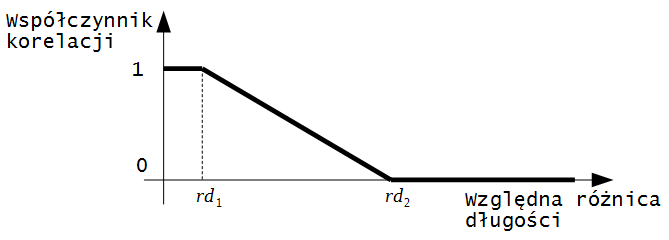 Współczynnik
korelacji
1
0
rd₁
rd₂
Względna różnica
długości